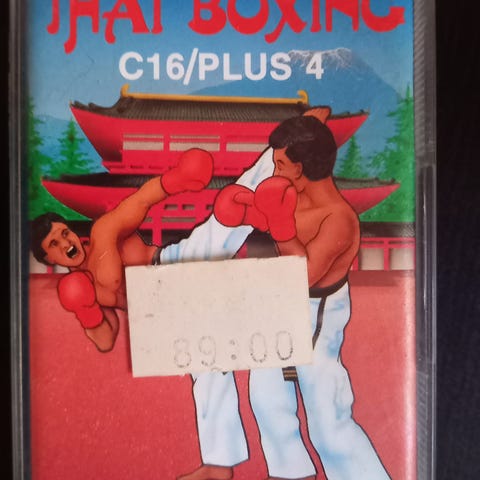 THAI BOXING
C16/PLUS 4
89:00